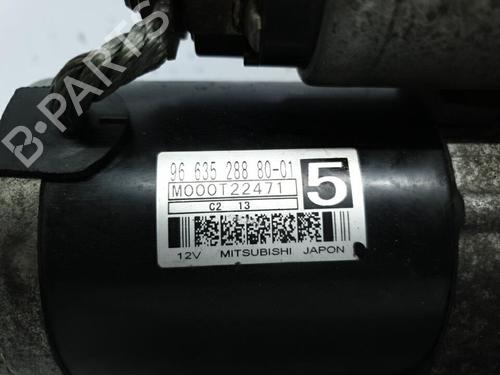 B-PARTS
96 635 288 80-01
M000T22471
5
C2 13
12V MITSUBISHI JAPON